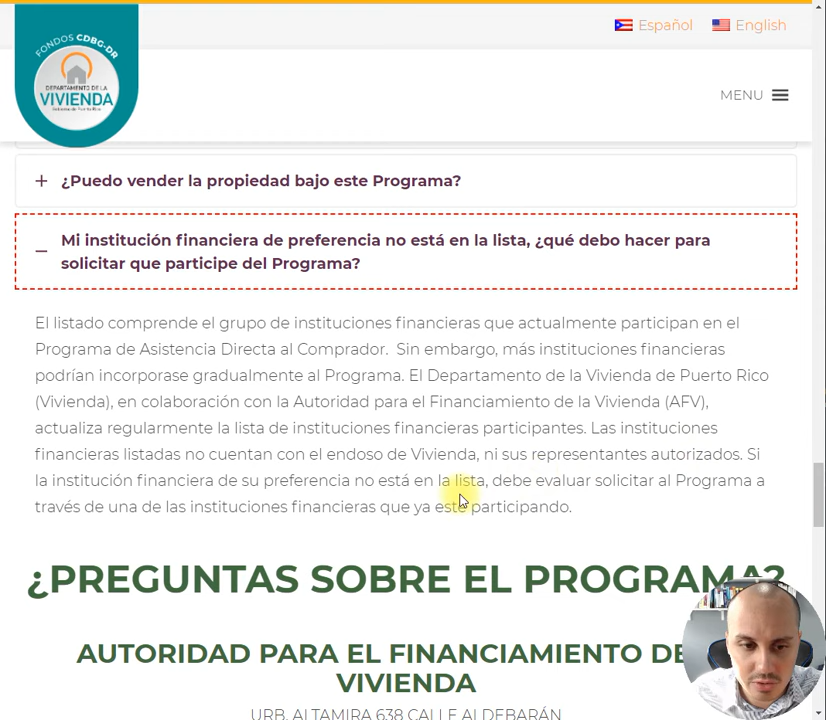 Español
English
FONDOS CDBG-DR
DEPARTAMENTO DE LA
VIVIENDA
MENU
+ ¿Puedo vender la propiedad bajo este Programa?
− Mi institución financiera de preferencia no está en la lista, ¿qué debo hacer para
solicitar que participe del Programa?
El listado comprende el grupo de instituciones financieras que actualmente participan en el
Programa de Asistencia Directa al Comprador. Sin embargo, más instituciones financieras
podrían incorporase gradualmente al Programa. El Departamento de la Vivienda de Puerto Rico
(Vivienda), en colaboración con la Autoridad para el Financiamiento de la Vivienda (AFV),
actualiza regularmente la lista de instituciones financieras participantes. Las instituciones
financieras listadas no cuentan con el endoso de Vivienda, ni sus representantes autorizados. Si
la institución financiera de su preferencia no está en la lista, debe evaluar solicitar al Programa a
través de una de las instituciones financieras que ya esté participando.
¿PREGUNTAS SOBRE EL PROGRAMA?
AUTORIDAD PARA EL FINANCIAMIENTO DE
VIVIENDA
URB. ALTAMIRA 638 CALLE ALDEBARÁN